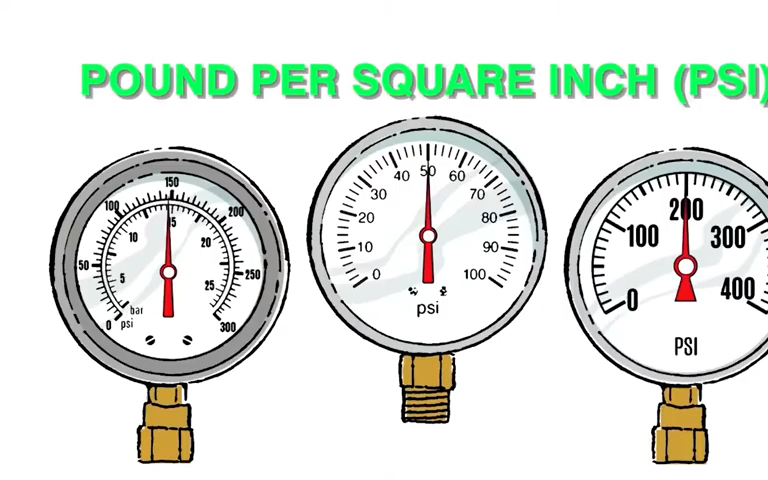 POUND PER SQUARE INCH (PSI)
0 50 100 150 200 250 300
5 10 15 20 25
bar
psi
0 10 20 30 40 50 60 70 80 90 100
psi
0 100 200 300 400
PSI